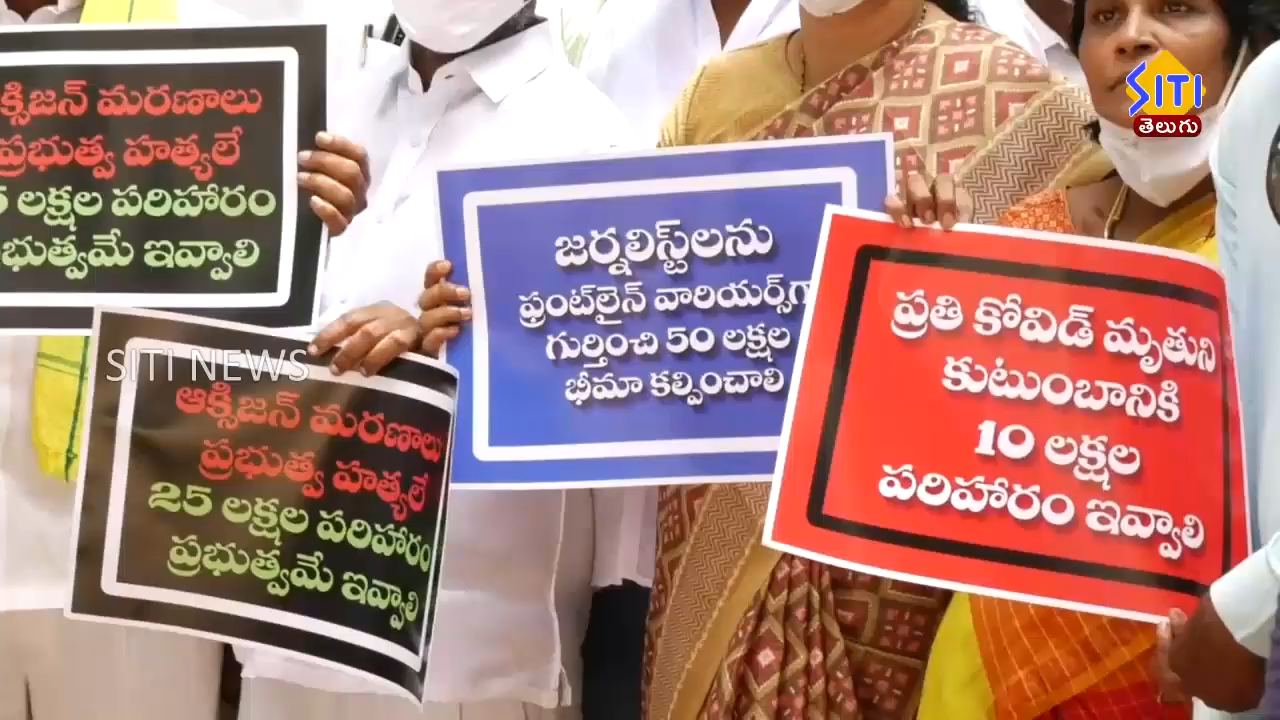 క్సిజన్ మరణాలు
ప్రభుత్వ హత్యలే
5 లక్షల పరిహారం
భుత్వమే ఇవ్వాలి
SITI NEWS
ఆక్సిజన్ మరణాలు
ప్రభుత్వ హత్యలే
25 లక్షల పరిహారం
ప్రభుత్వమే ఇవ్వాలి
జర్నలిస్ట్‌లను
ఫ్రంట్‌లైన్ వారియర్స్‌గా
గుర్తించి 50 లక్షల
భీమా కల్పించాలి
ప్రతి కోవిడ్ మృతుని
కుటుంబానికి
10 లక్షల
పరిహారం ఇవ్వాలి
SITI
తెలుగు